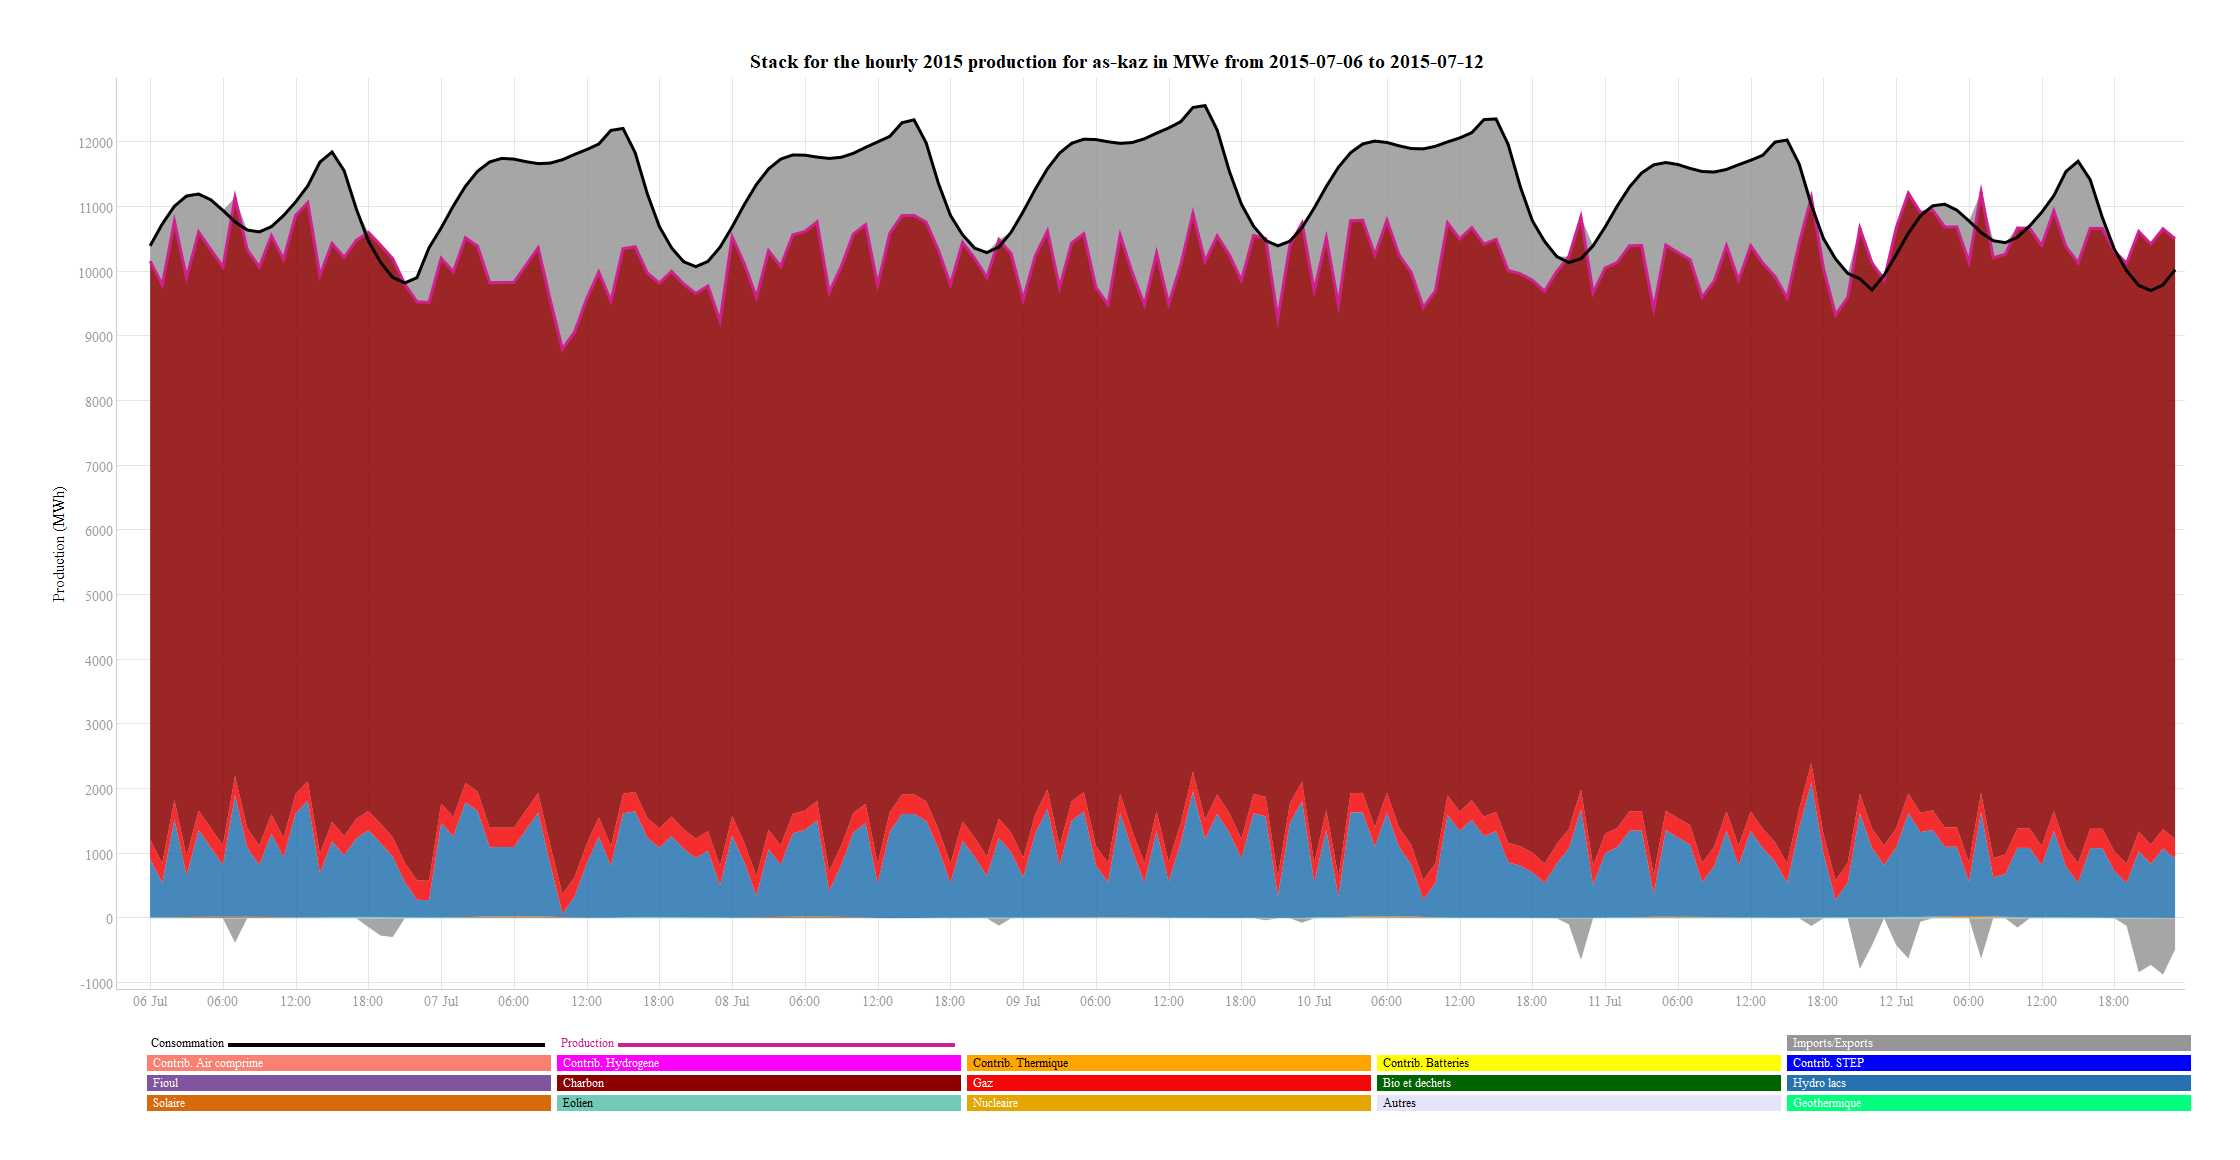 Stack for the hourly 2015 production for as-kaz in MWe from 2015-07-06 to 2015-07-12
Production (MWh)
12000
11000
10000
9000
8000
7000
6000
5000
4000
3000
2000
1000
0
-1000
06 Jul 06:00 12:00 18:00 07 Jul 06:00 12:00 18:00 08 Jul 06:00 12:00 18:00 09 Jul 06:00 12:00 18:00 10 Jul 06:00 12:00 18:00 11 Jul 06:00 12:00 18:00 12 Jul 06:00 12:00 18:00
Consommation Production Imports/Exports
Contrib. Air comprime Contrib. Hydrogene Contrib. Thermique Contrib. Batteries Contrib. STEP
Fioul Charbon Gaz Bio et dechets Hydro lacs
Solaire Eolien Nucleaire Autres Geothermique